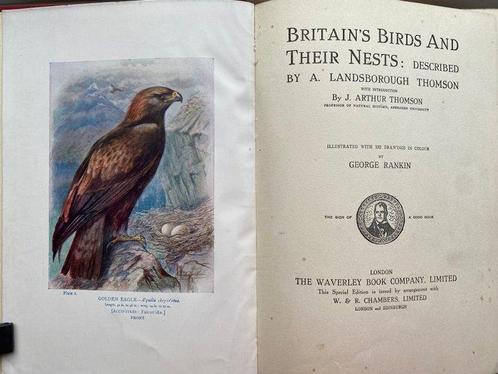 Plate 1.
GOLDEN EAGLE—Aquila chrysaëtus.
[ACCIPITRES: Falconidæ.]
FRONT
BRITAIN'S BIRDS AND
THEIR NESTS: DESCRIBED
BY A. LANDSBOROUGH THOMSON
WITH INTRODUCTION
By J. ARTHUR THOMSON
PROFESSOR OF NATURAL HISTORY, ABERDEEN UNIVERSITY
ILLUSTRATED WITH 132 DRAWINGS IN COLOUR
BY
GEORGE RANKIN
THE SIGN OF
A GOOD BOOK
LONDON
THE WAVERLEY BOOK COMPANY, LIMITED
This Special Edition is issued by arrangement with
W. & R. CHAMBERS, LIMITED
LONDON AND EDINBURGH